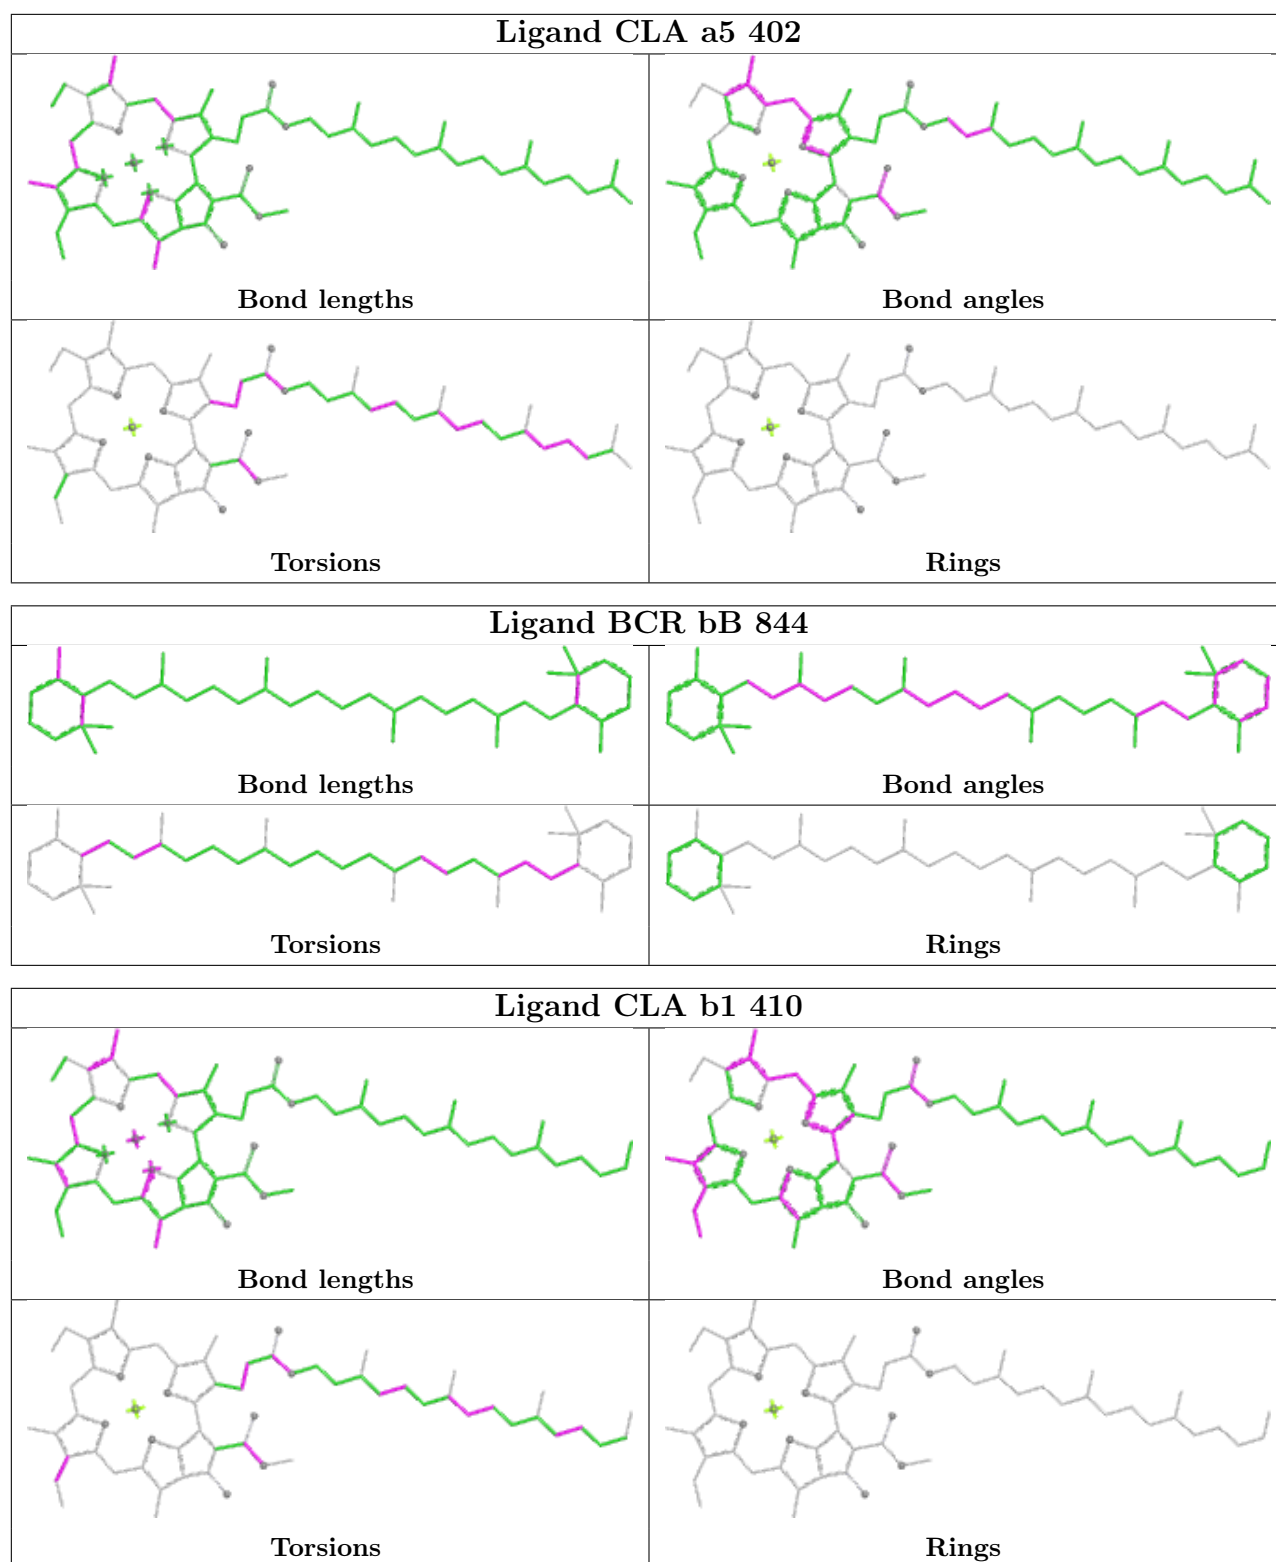 Ligand CLA a5 402
Bond lengths
Bond angles
Torsions
Rings
Ligand BCR bB 844
Bond lengths
Bond angles
Torsions
Rings
Ligand CLA b1 410
Bond lengths
Bond angles
Torsions
Rings